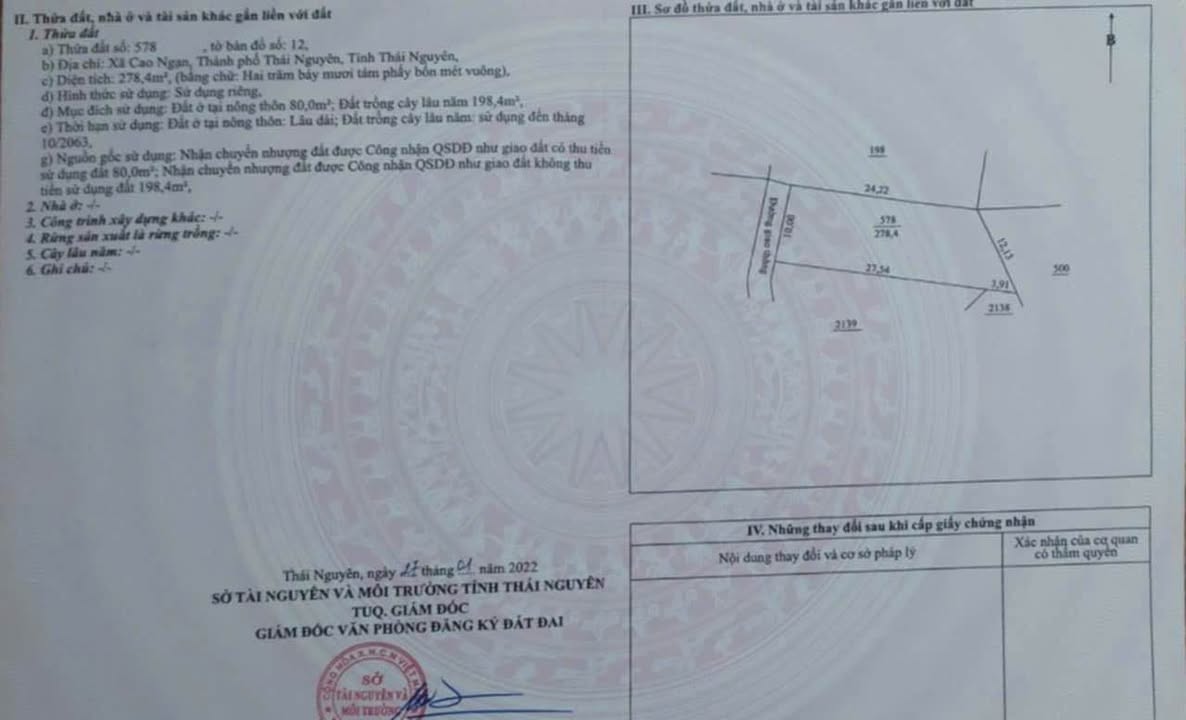 II. Thửa đất, nhà ở và tài sản khác gắn liền với đất
1. Thửa đất
a) Thửa đất số: 578 , tờ bản đồ số: 12,
b) Địa chỉ: Xã Cao Ngạn, Thành phố Thái Nguyên, Tỉnh Thái Nguyên,
c) Diện tích: 278,4m², (bằng chữ: Hai trăm bảy mươi tám phẩy bốn mét vuông),
d) Hình thức sử dụng: Sử dụng riêng,
đ) Mục đích sử dụng: Đất ở tại nông thôn 80,0m²; Đất trồng cây lâu năm 198,4m²,
e) Thời hạn sử dụng: Đất ở tại nông thôn: Lâu dài; Đất trồng cây lâu năm: sử dụng đến tháng
10/2063,
g) Nguồn gốc sử dụng: Nhận chuyển nhượng đất được Công nhận QSDĐ như giao đất có thu tiền
sử dụng đất 80,0m²; Nhận chuyển nhượng đất được Công nhận QSDĐ như giao đất không thu
tiền sử dụng đất 198,4m²,
2. Nhà ở: -/-
3. Công trình xây dựng khác: -/-
4. Rừng sản xuất là rừng trồng: -/-
5. Cây lâu năm: -/-
6. Ghi chú: -/-
Thái Nguyên, ngày tháng 01 năm 2022
SỞ TÀI NGUYÊN VÀ MÔI TRƯỜNG TỈNH THÁI NGUYÊN
TUQ. GIÁM ĐỐC
GIÁM ĐỐC VĂN PHÒNG ĐĂNG KÝ ĐẤT ĐAI
SỞ
TÀI NGUYÊN VÀ
MÔI TRƯỜNG
III. Sơ đồ thửa đất, nhà ở và tài sản khác gắn liền với đất
B
198
24,22
Đường giao thông
10,00
578
278,4
12,13
500
27,54
3,91
2138
2139
IV. Những thay đổi sau khi cấp giấy chứng nhận
Nội dung thay đổi và cơ sở pháp lý
Xác nhận của cơ quan
có thẩm quyền